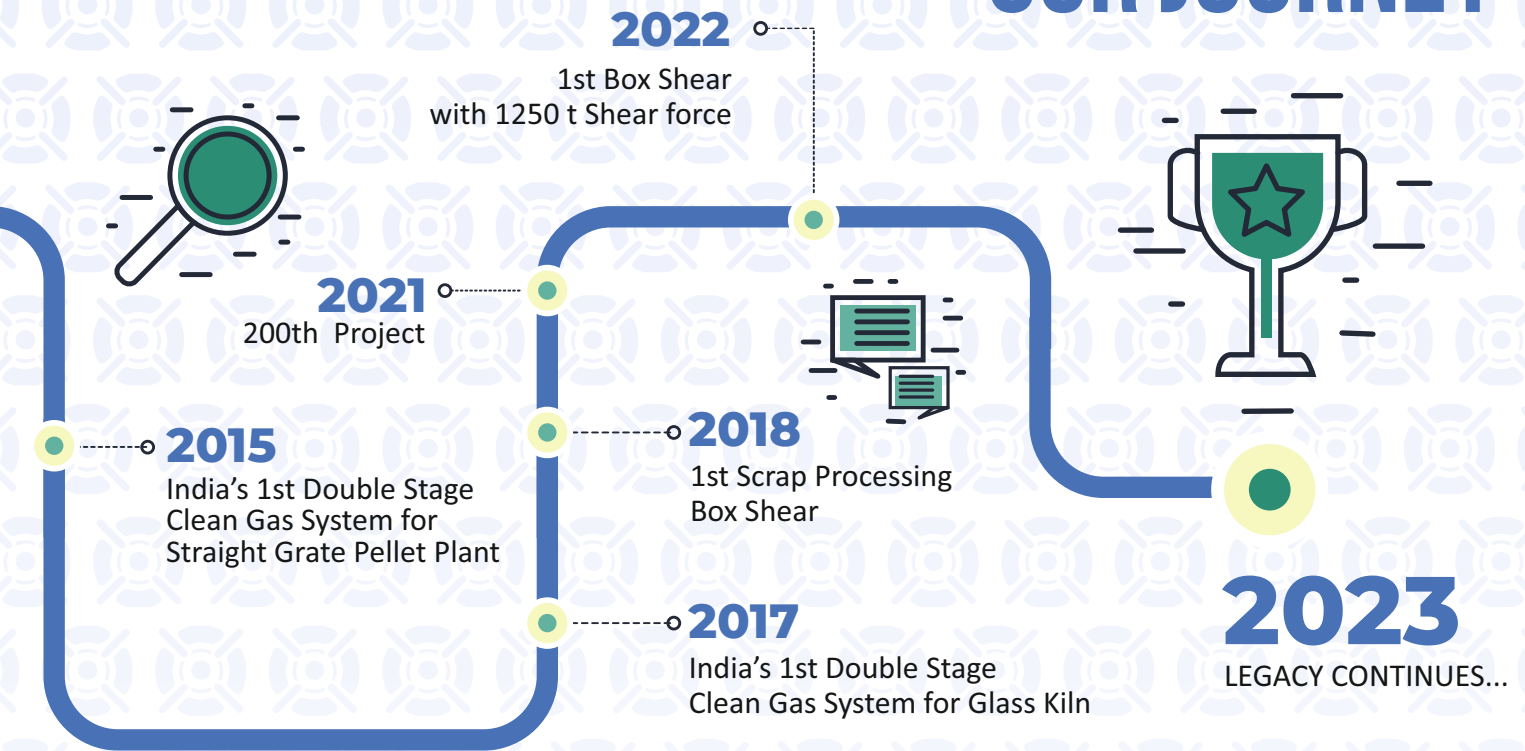 OUR JOURNEY
2022
1st Box Shear
with 1250 t Shear force
2021
200th Project
2015
India’s 1st Double Stage
Clean Gas System for
Straight Grate Pellet Plant
2018
1st Scrap Processing
Box Shear
2017
India’s 1st Double Stage
Clean Gas System for Glass Kiln
2023
LEGACY CONTINUES...